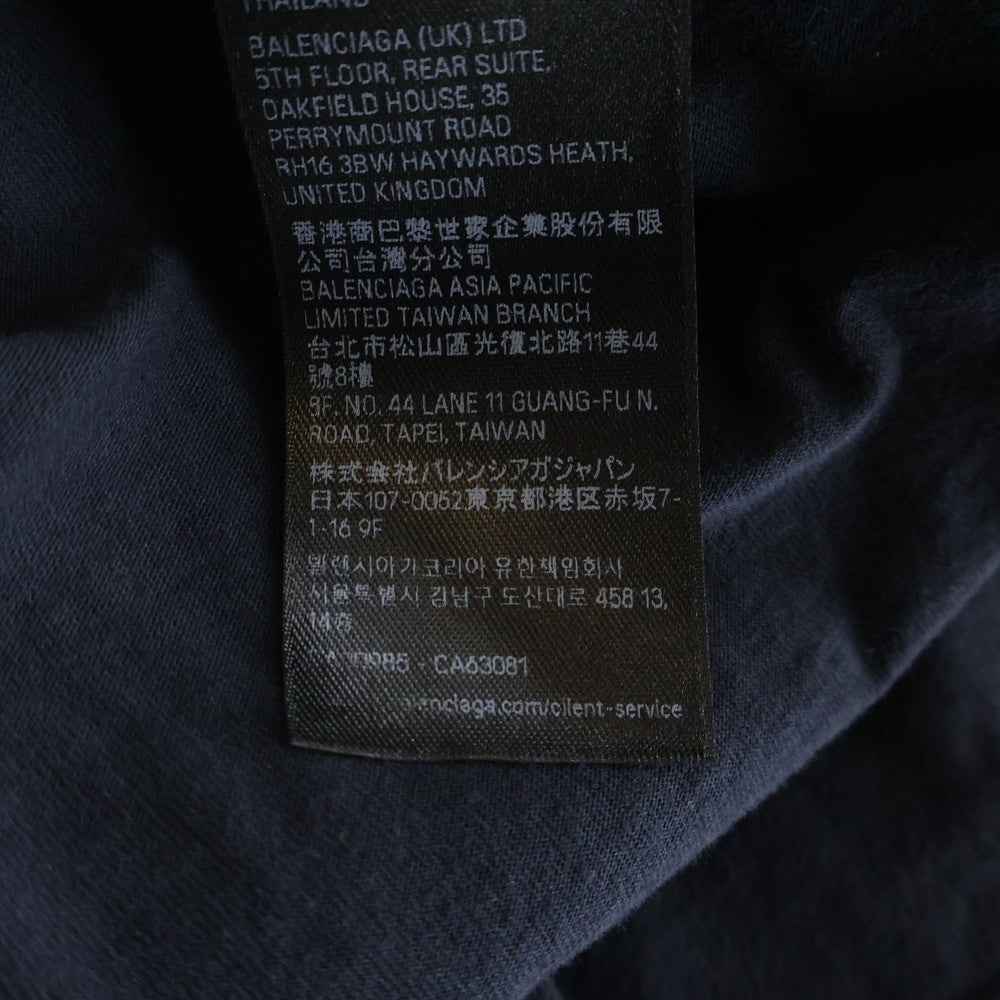 THAILAND
BALENCIAGA (UK) LTD
5TH FLOOR, REAR SUITE,
OAKFIELD HOUSE, 35
PERRYMOUNT ROAD
RH16 3BW HAYWARDS HEATH,
UNITED KINGDOM
香港商巴黎世家企業股份有限
公司台灣分公司
BALENCIAGA ASIA PACIFIC
LIMITED TAIWAN BRANCH
台北市松山區光復北路11巷44
號8樓
8F, NO. 44 LANE 11 GUANG-FU N.
ROAD, TAPEI, TAIWAN
株式会社バレンシアガジャパン
日本107-0052東京都港区赤坂7-
1-16 9F
발렌시아가코리아 유한책임회사
서울특별시 강남구 도산대로 458 13,
14층
- CA63081